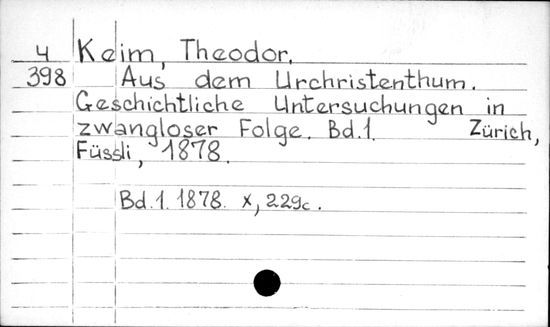 4 Keim, Theodor.
398 Aus dem Urchristenthum.
Geschichtliche Untersuchungen in
zwangloser Folge. Bd.1. Zürich,
Füssli, 1878.
Bd.1. 1878. X, 229c.